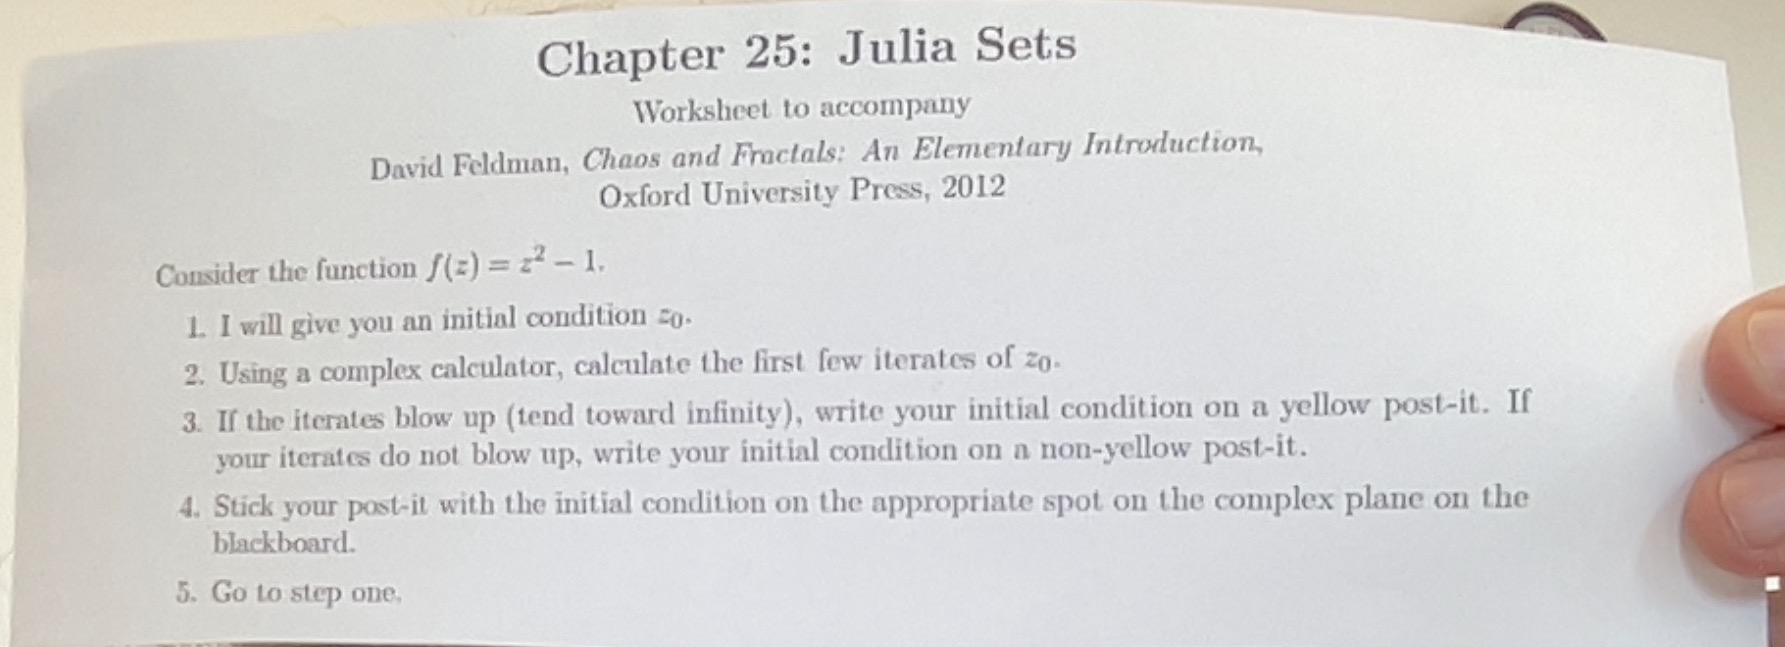 Chapter 25: Julia Sets
Worksheet to accompany
David Feldman, Chaos and Fractals: An Elementary Introduction,
Oxford University Press, 2012
Consider the function f(z) = z² − 1.
1. I will give you an initial condition z₀.
2. Using a complex calculator, calculate the first few iterates of z₀.
3. If the iterates blow up (tend toward infinity), write your initial condition on a yellow post-it. If
your iterates do not blow up, write your initial condition on a non-yellow post-it.
4. Stick your post-it with the initial condition on the appropriate spot on the complex plane on the
blackboard.
5. Go to step one.